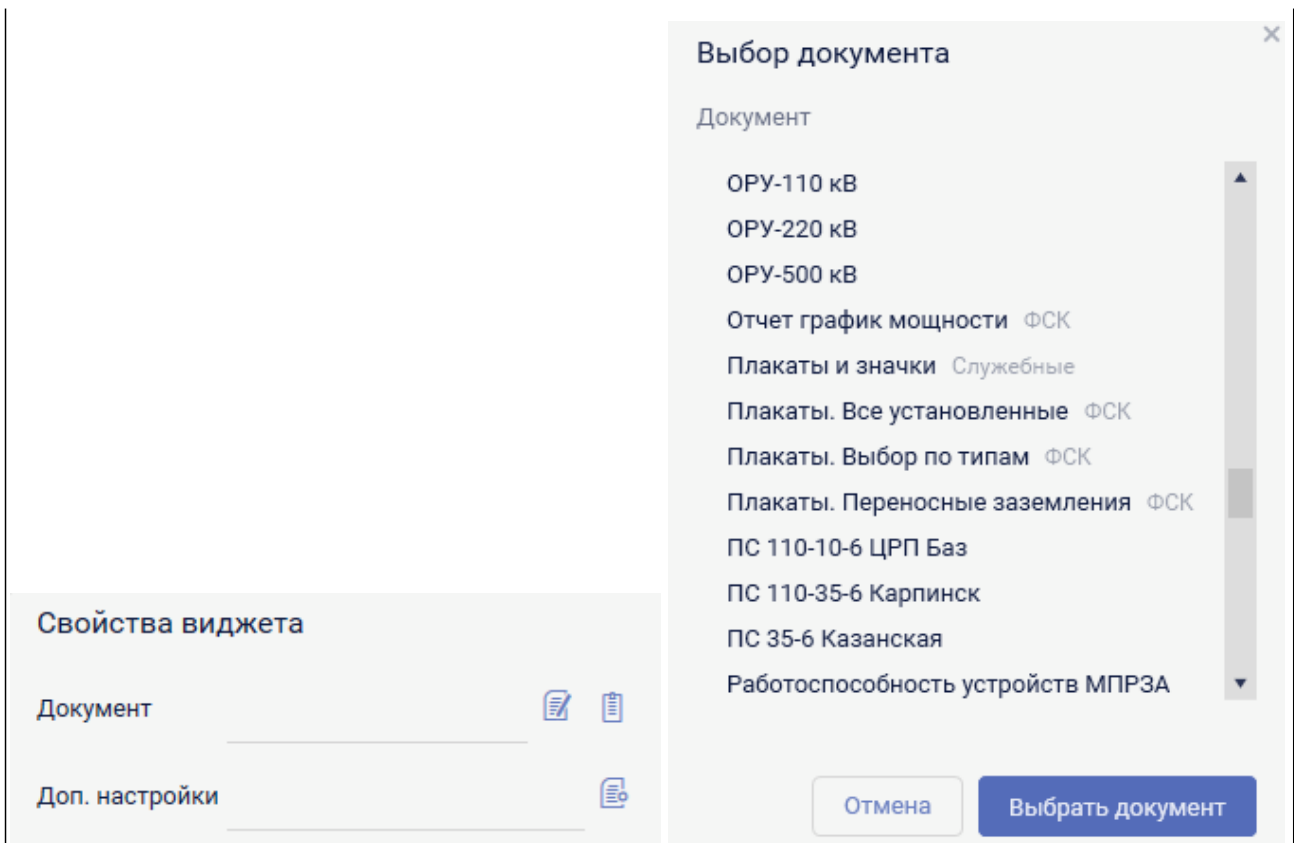 Свойства виджета
Документ
Доп. настройки
Выбор документа
Документ
ОРУ-110 кВ
ОРУ-220 кВ
ОРУ-500 кВ
Отчет график мощности ФСК
Плакаты и значки Служебные
Плакаты. Все установленные ФСК
Плакаты. Выбор по типам ФСК
Плакаты. Переносные заземления ФСК
ПС 110-10-6 ЦРП Баз
ПС 110-35-6 Карпинск
ПС 35-6 Казанская
Работоспособность устройств МПРЗА
Отмена Выбрать документ